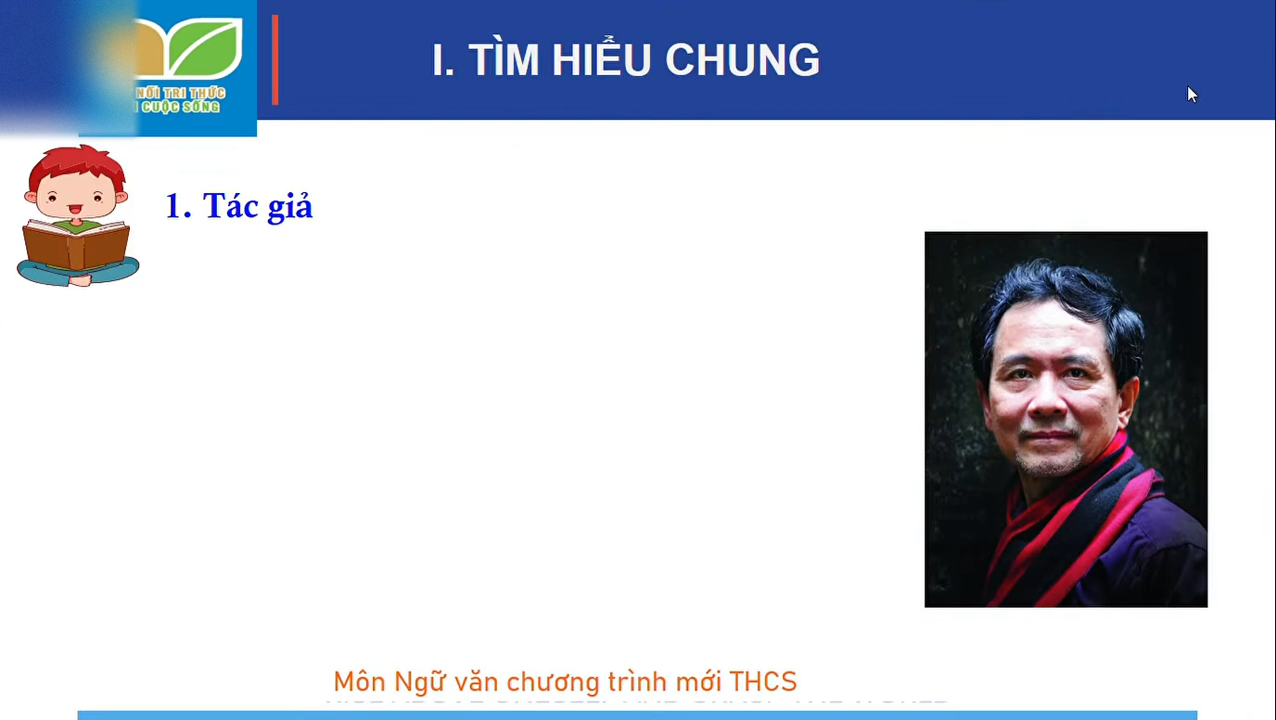 I. TÌM HIỂU CHUNG
NỐI TRI THỨC
CUỘC SỐNG
1. Tác giả
Môn Ngữ văn chương trình mới THCS